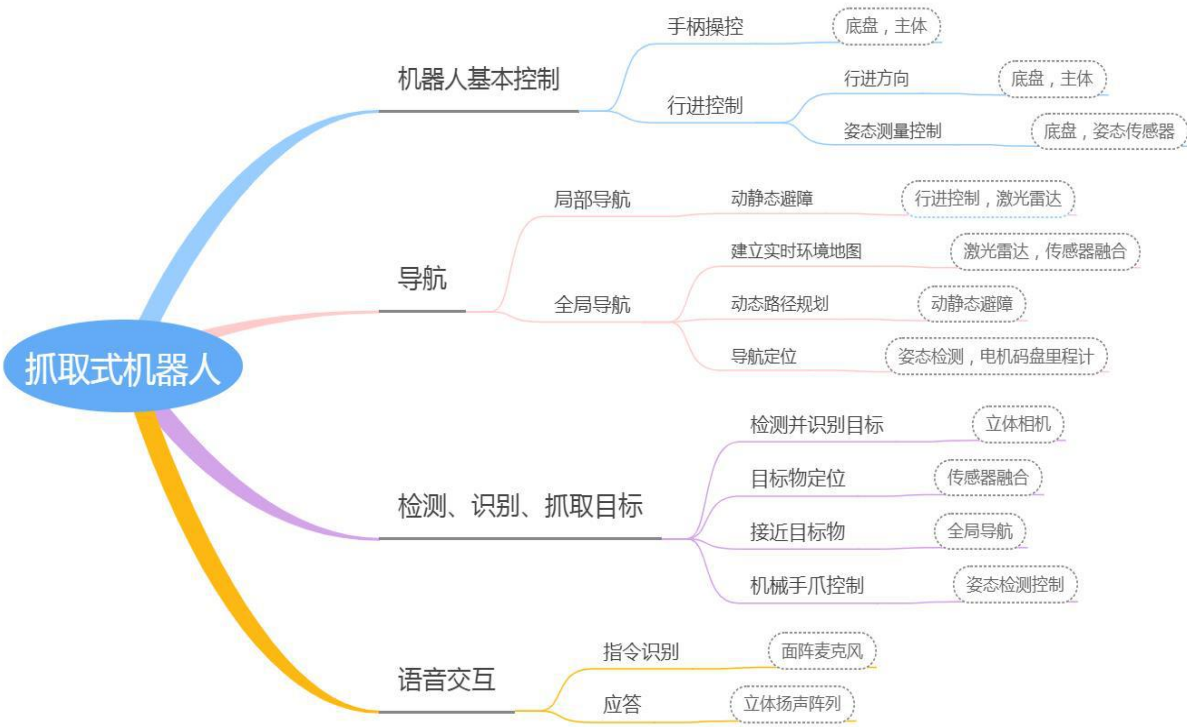 抓取式机器人
机器人基本控制
手柄操控
底盘，主体
行进控制
行进方向
底盘，主体
姿态测量控制
底盘，姿态传感器
导航
局部导航
动静态避障
行进控制，激光雷达
全局导航
建立实时环境地图
激光雷达，传感器融合
动态路径规划
动静态避障
导航定位
姿态检测，电机码盘里程计
检测、识别、抓取目标
检测并识别目标
立体相机
目标物定位
传感器融合
接近目标物
全局导航
机械手爪控制
姿态检测控制
语音交互
指令识别
面阵麦克风
应答
立体扬声阵列